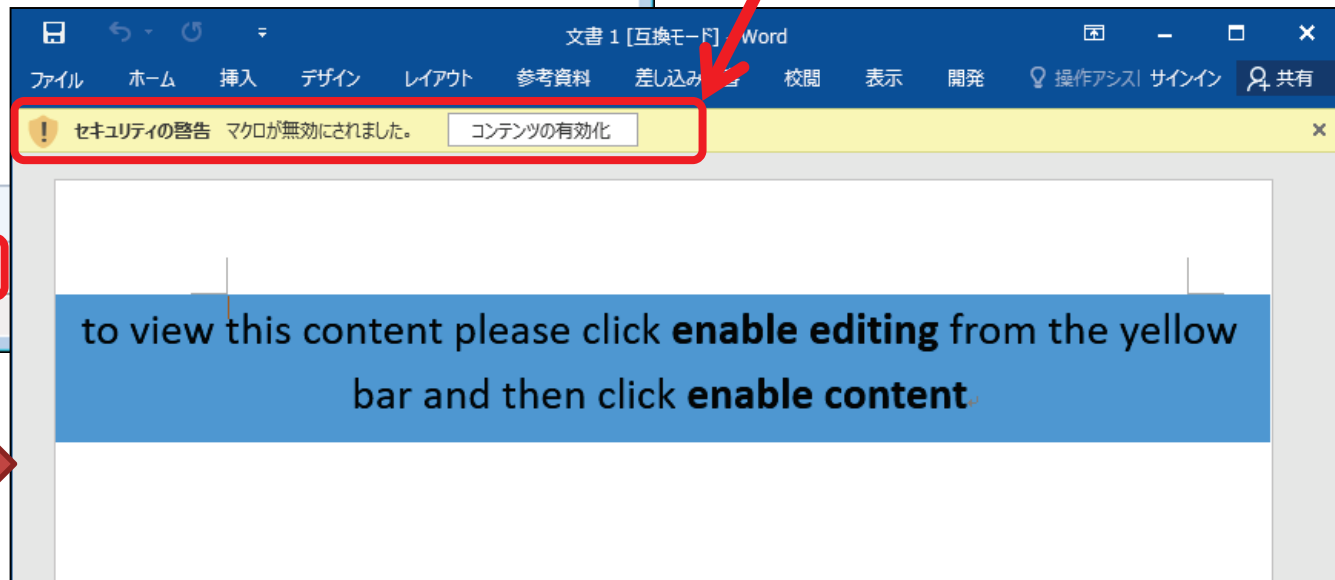 文書 1 [互換モード] - Word
ファイル ホーム 挿入 デザイン レイアウト 参考資料 差し込み 校閲 表示 開発 操作アシス サインイン 共有
セキュリティの警告 マクロが無効にされました。 コンテンツの有効化
to view this content please click enable editing from the yellow
bar and then click enable content